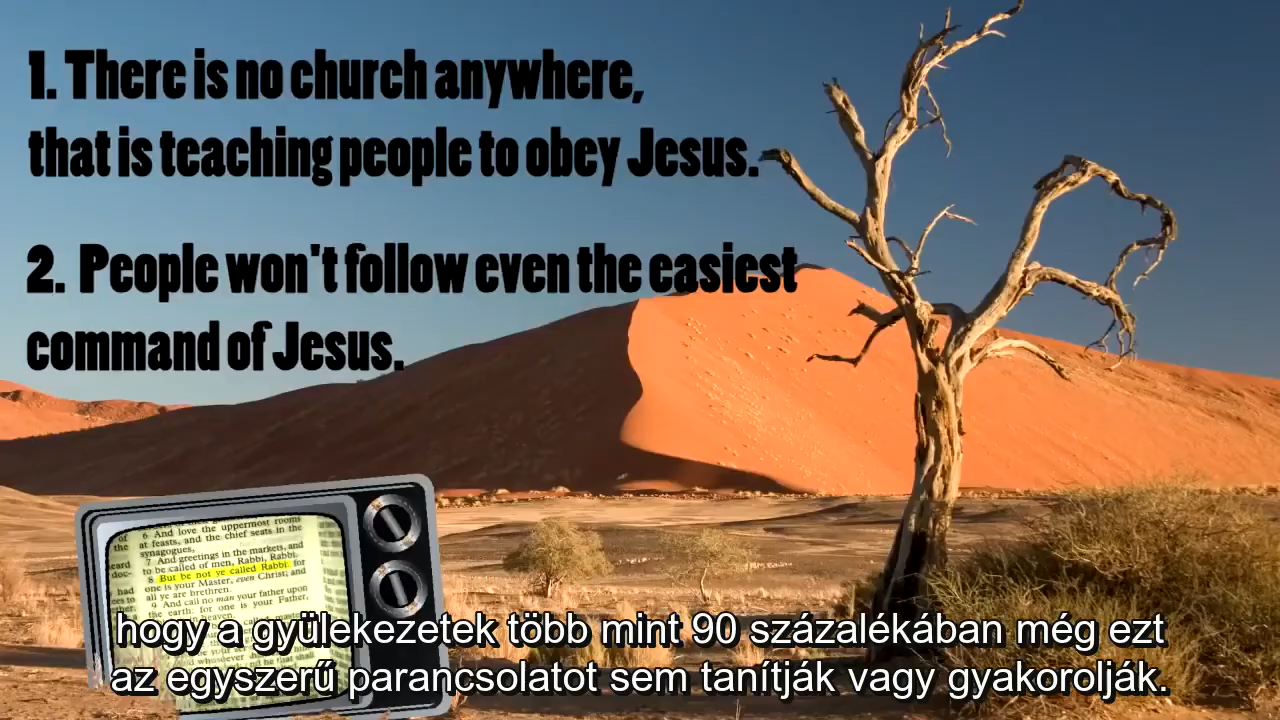 1. There is no church anywhere,
that is teaching people to obey Jesus.
2. People won't follow even the easiest
command of Jesus.
6 And love the uppermost rooms
at feasts, and the chief seats in the
synagogues,
7 And greetings in the markets, and
to be called of men, Rabbi, Rabbi.
8 But be not ye called Rabbi: for
one is your Master, even Christ; and
all ye are brethren.
9 And call no man your father upon
the earth: for one is your Father,
hogy a gyülekezetek több mint 90 százalékában még ezt
az egyszerű parancsolatot sem tanítják vagy gyakorolják.